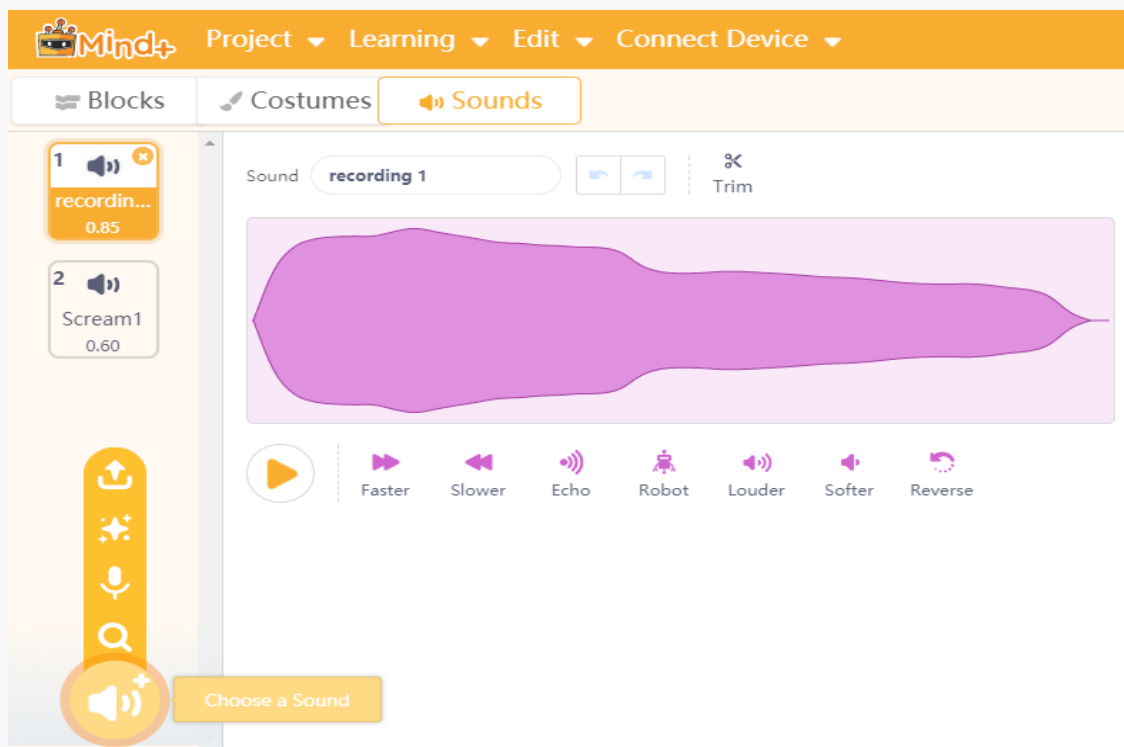 Mind+ Project Learning Edit Connect Device
Blocks Costumes Sounds
1
recordin...
0.85
2
Scream1
0.60
Sound recording 1
Trim
Faster Slower Echo Robot Louder Softer Reverse
Choose a Sound